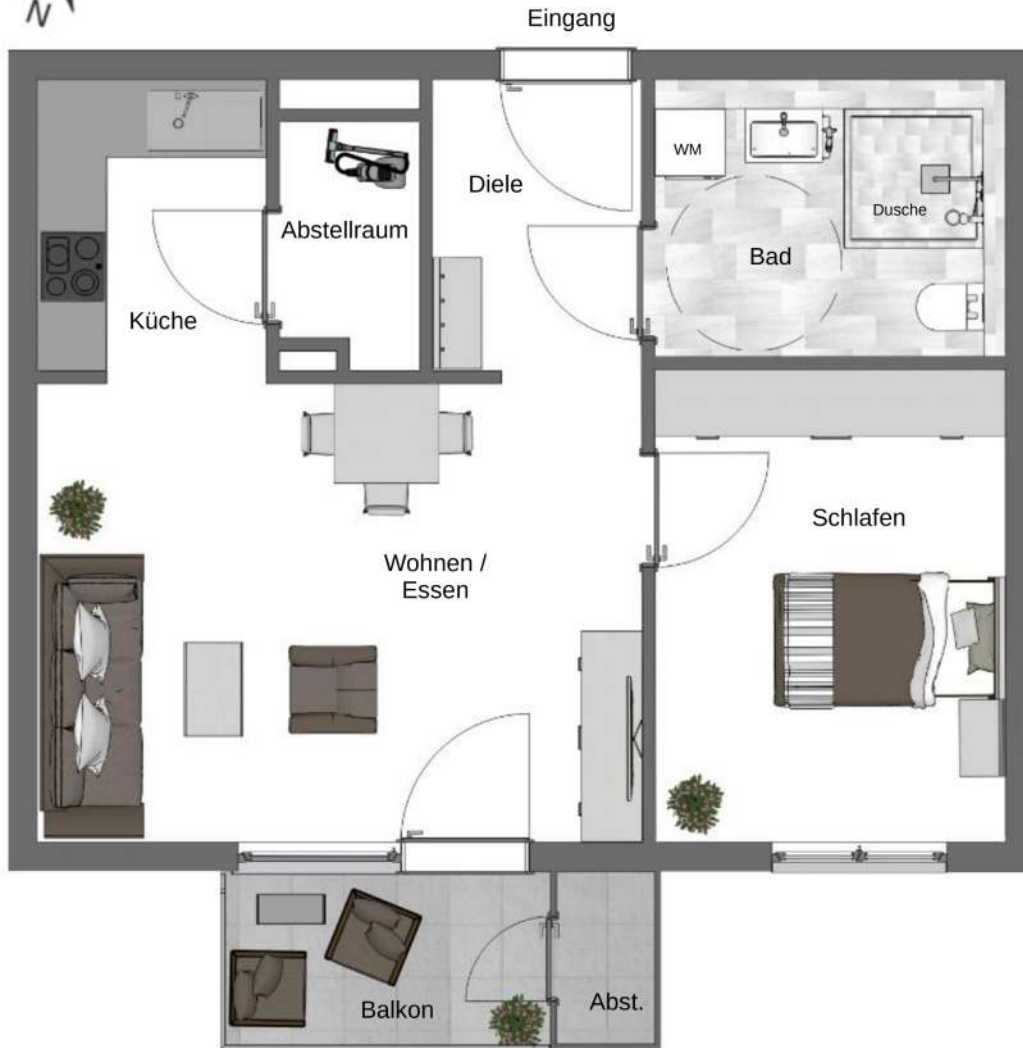 N
Eingang
WM
Diele
Dusche
Abstellraum
Bad
Küche
Schlafen
Wohnen /
Essen
Balkon
Abst.